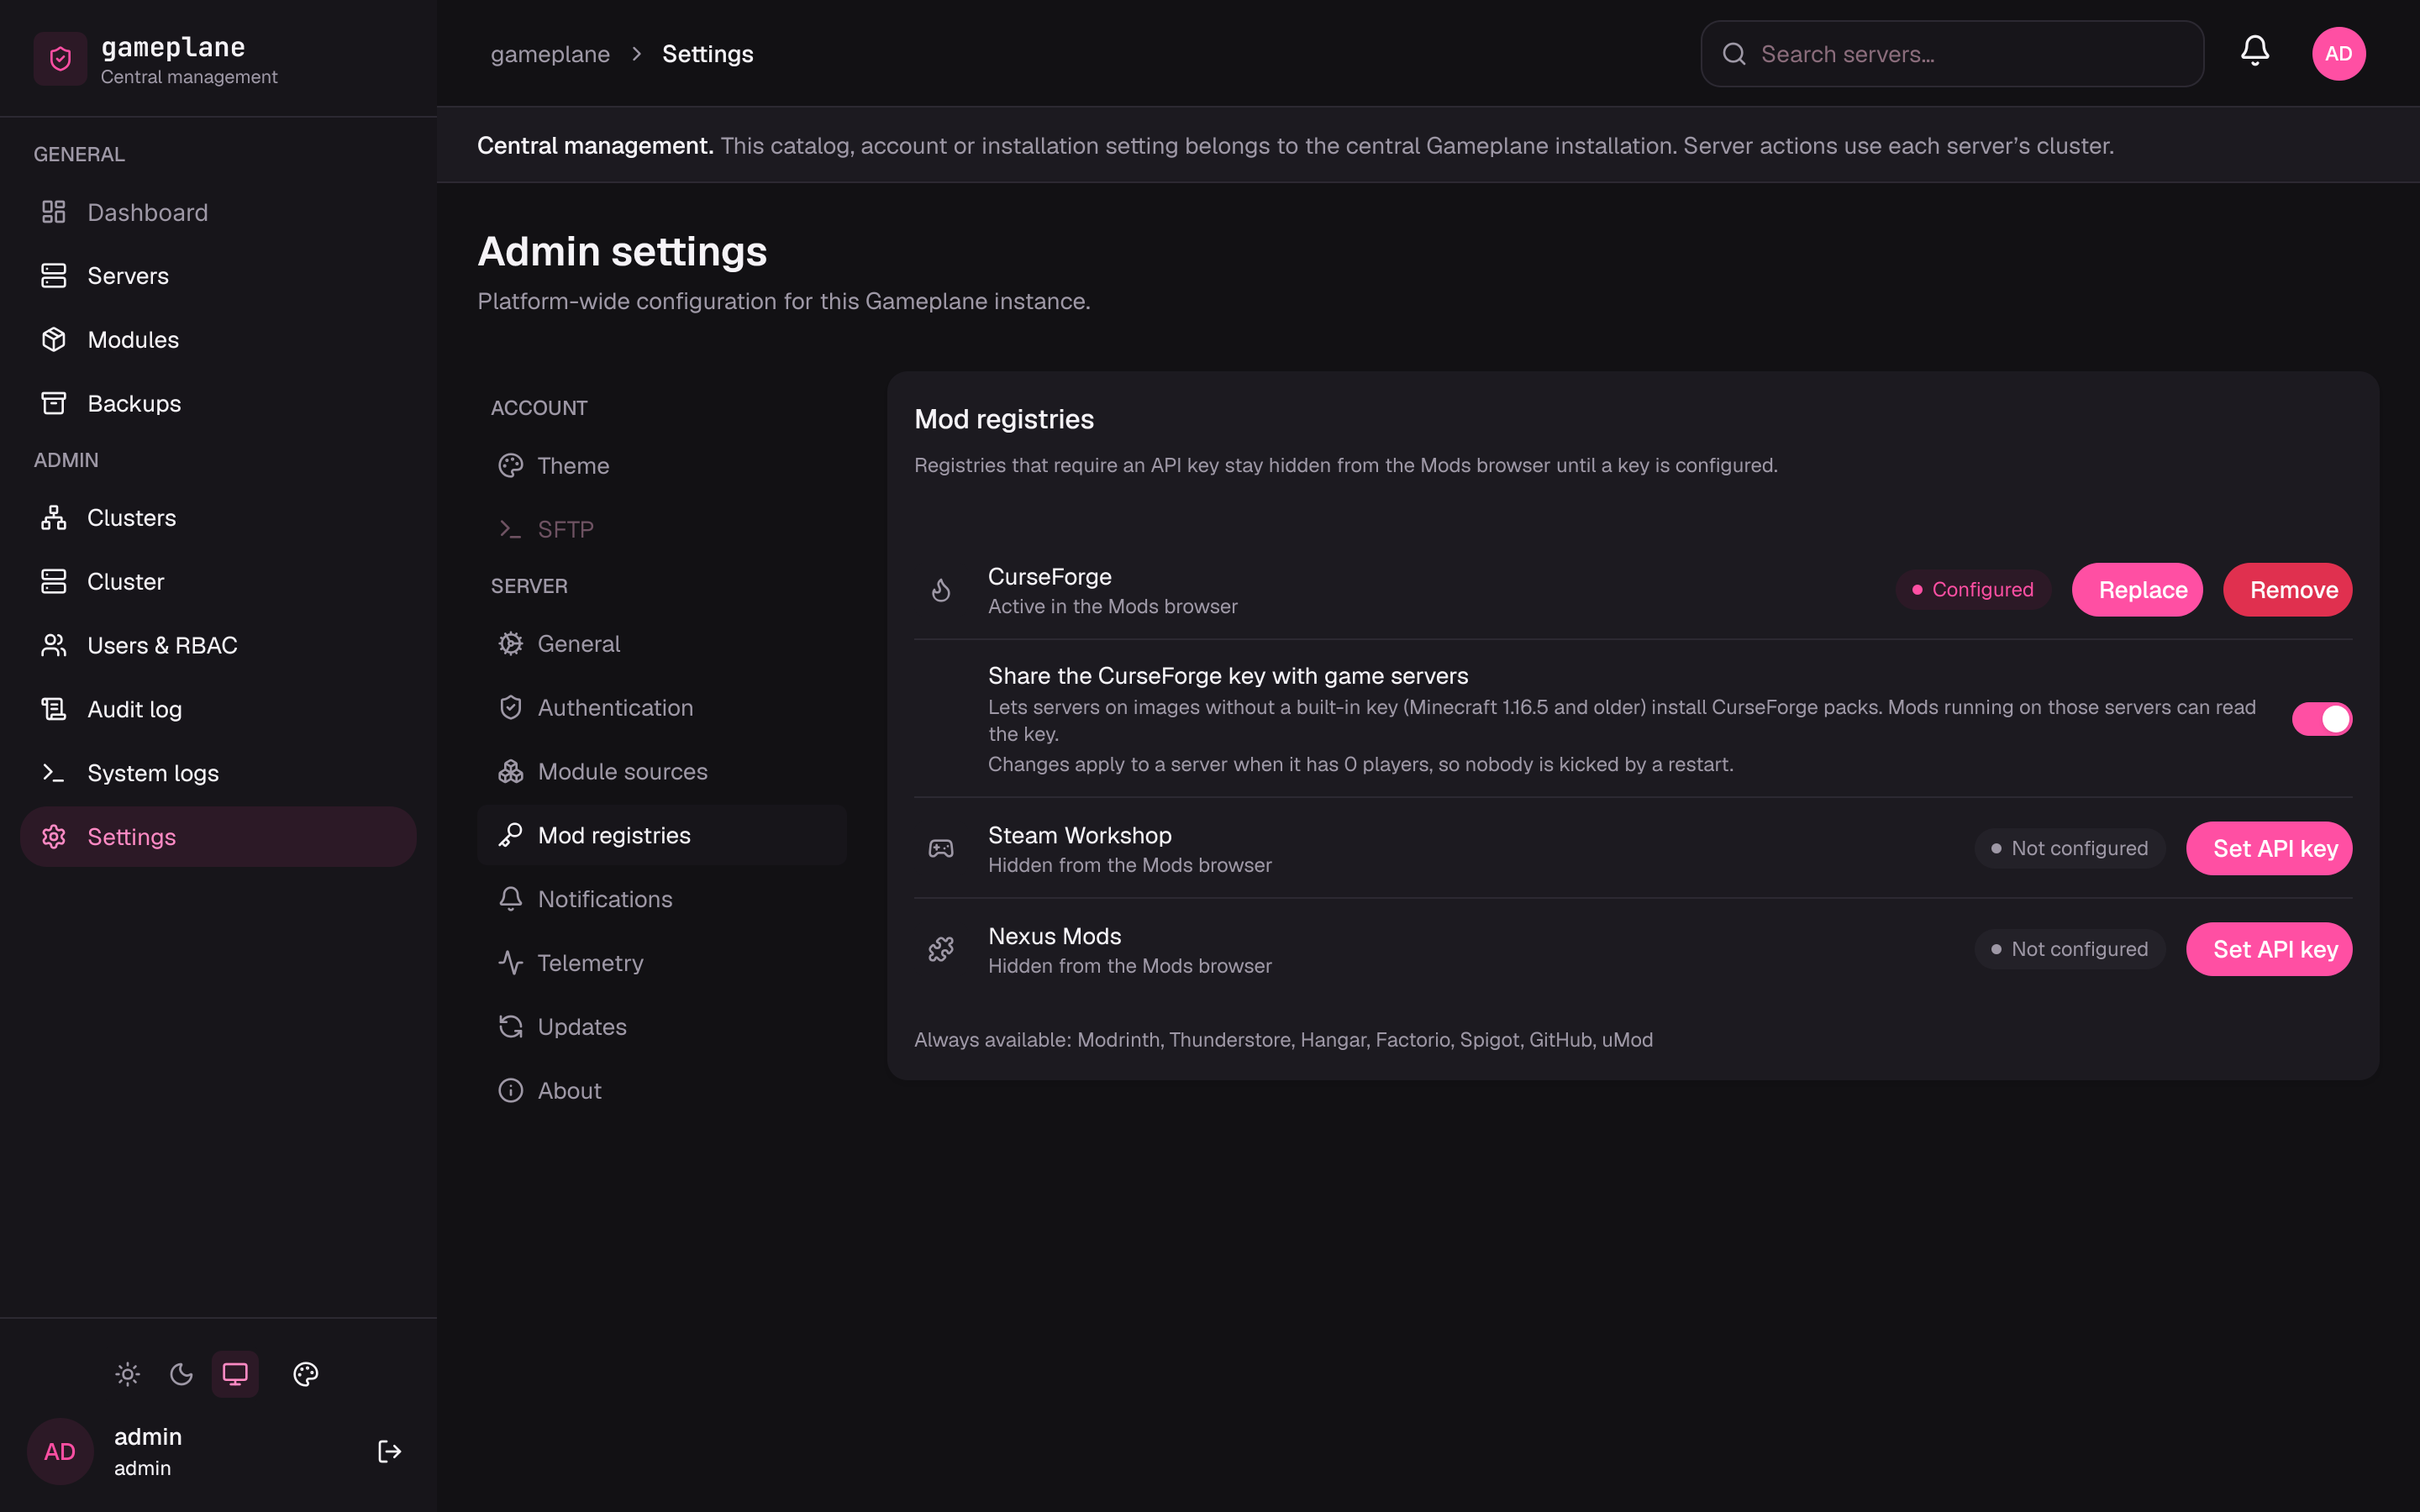 gameplane
Central management
GENERAL
Dashboard
Servers
Modules
Backups
ADMIN
Clusters
Cluster
Users & RBAC
Audit log
System logs
Settings
AD
admin
admin
gameplane > Settings
Search servers...
AD
Central management. This catalog, account or installation setting belongs to the central Gameplane installation. Server actions use each server’s cluster.
Admin settings
Platform-wide configuration for this Gameplane instance.
ACCOUNT
Theme
SFTP
SERVER
General
Authentication
Module sources
Mod registries
Notifications
Telemetry
Updates
About
Mod registries
Registries that require an API key stay hidden from the Mods browser until a key is configured.
CurseForge
Active in the Mods browser
Configured
Replace
Remove
Share the CurseForge key with game servers
Lets servers on images without a built-in key (Minecraft 1.16.5 and older) install CurseForge packs. Mods running on those servers can read
the key.
Changes apply to a server when it has 0 players, so nobody is kicked by a restart.
Steam Workshop
Hidden from the Mods browser
Not configured
Set API key
Nexus Mods
Hidden from the Mods browser
Not configured
Set API key
Always available: Modrinth, Thunderstore, Hangar, Factorio, Spigot, GitHub, uMod